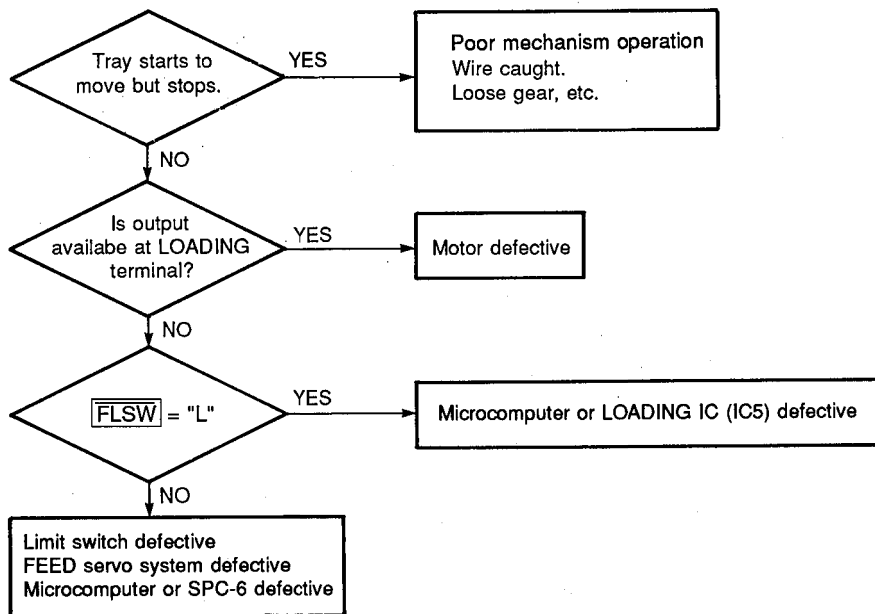 Tray starts to
move but stops.
YES
Poor mechanism operation
Wire caught.
Loose gear, etc.
NO
Is output
availabe at LOADING
terminal?
YES
Motor defective
NO
FLSW = "L"
YES
Microcomputer or LOADING IC (IC5) defective
NO
Limit switch defective
FEED servo system defective
Microcomputer or SPC-6 defective